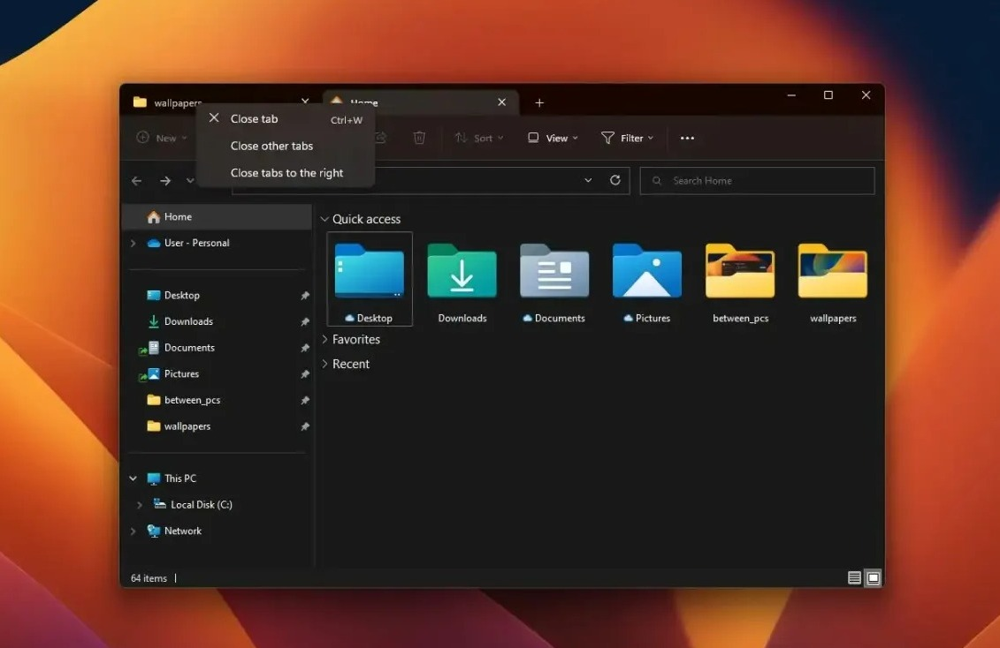 wallpapers
Home
Close tab Ctrl+W
Close other tabs
Close tabs to the right
New
Sort
View
Filter
Search Home
Home
User - Personal
Desktop
Downloads
Documents
Pictures
between_pcs
wallpapers
This PC
Local Disk (C:)
Network
Quick access
Desktop
Downloads
Documents
Pictures
between_pcs
wallpapers
Favorites
Recent
64 items